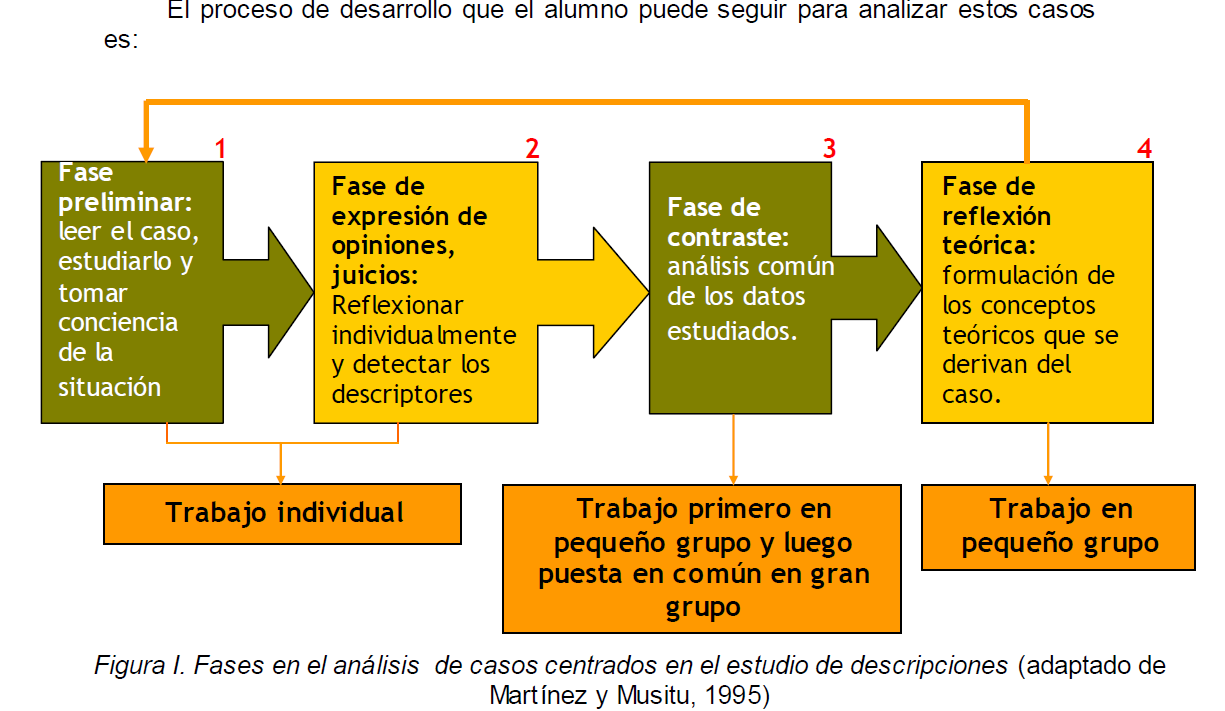 El proceso de desarrollo que el alumno puede seguir para analizar estos casos
es:
1
Fase
preliminar:
leer el caso,
estudiarlo y
tomar
conciencia
de la
situación
2
Fase de
expresión de
opiniones,
juicios:
Reflexionar
individualmente
y detectar los
descriptores
3
Fase de
contraste:
análisis común
de los datos
estudiados.
4
Fase de
reflexión
teórica:
formulación de
los conceptos
teóricos que se
derivan del
caso.
Trabajo individual
Trabajo primero en
pequeño grupo y luego
puesta en común en gran
grupo
Trabajo en
pequeño grupo
Figura I. Fases en el análisis de casos centrados en el estudio de descripciones (adaptado de
Martínez y Musitu, 1995)